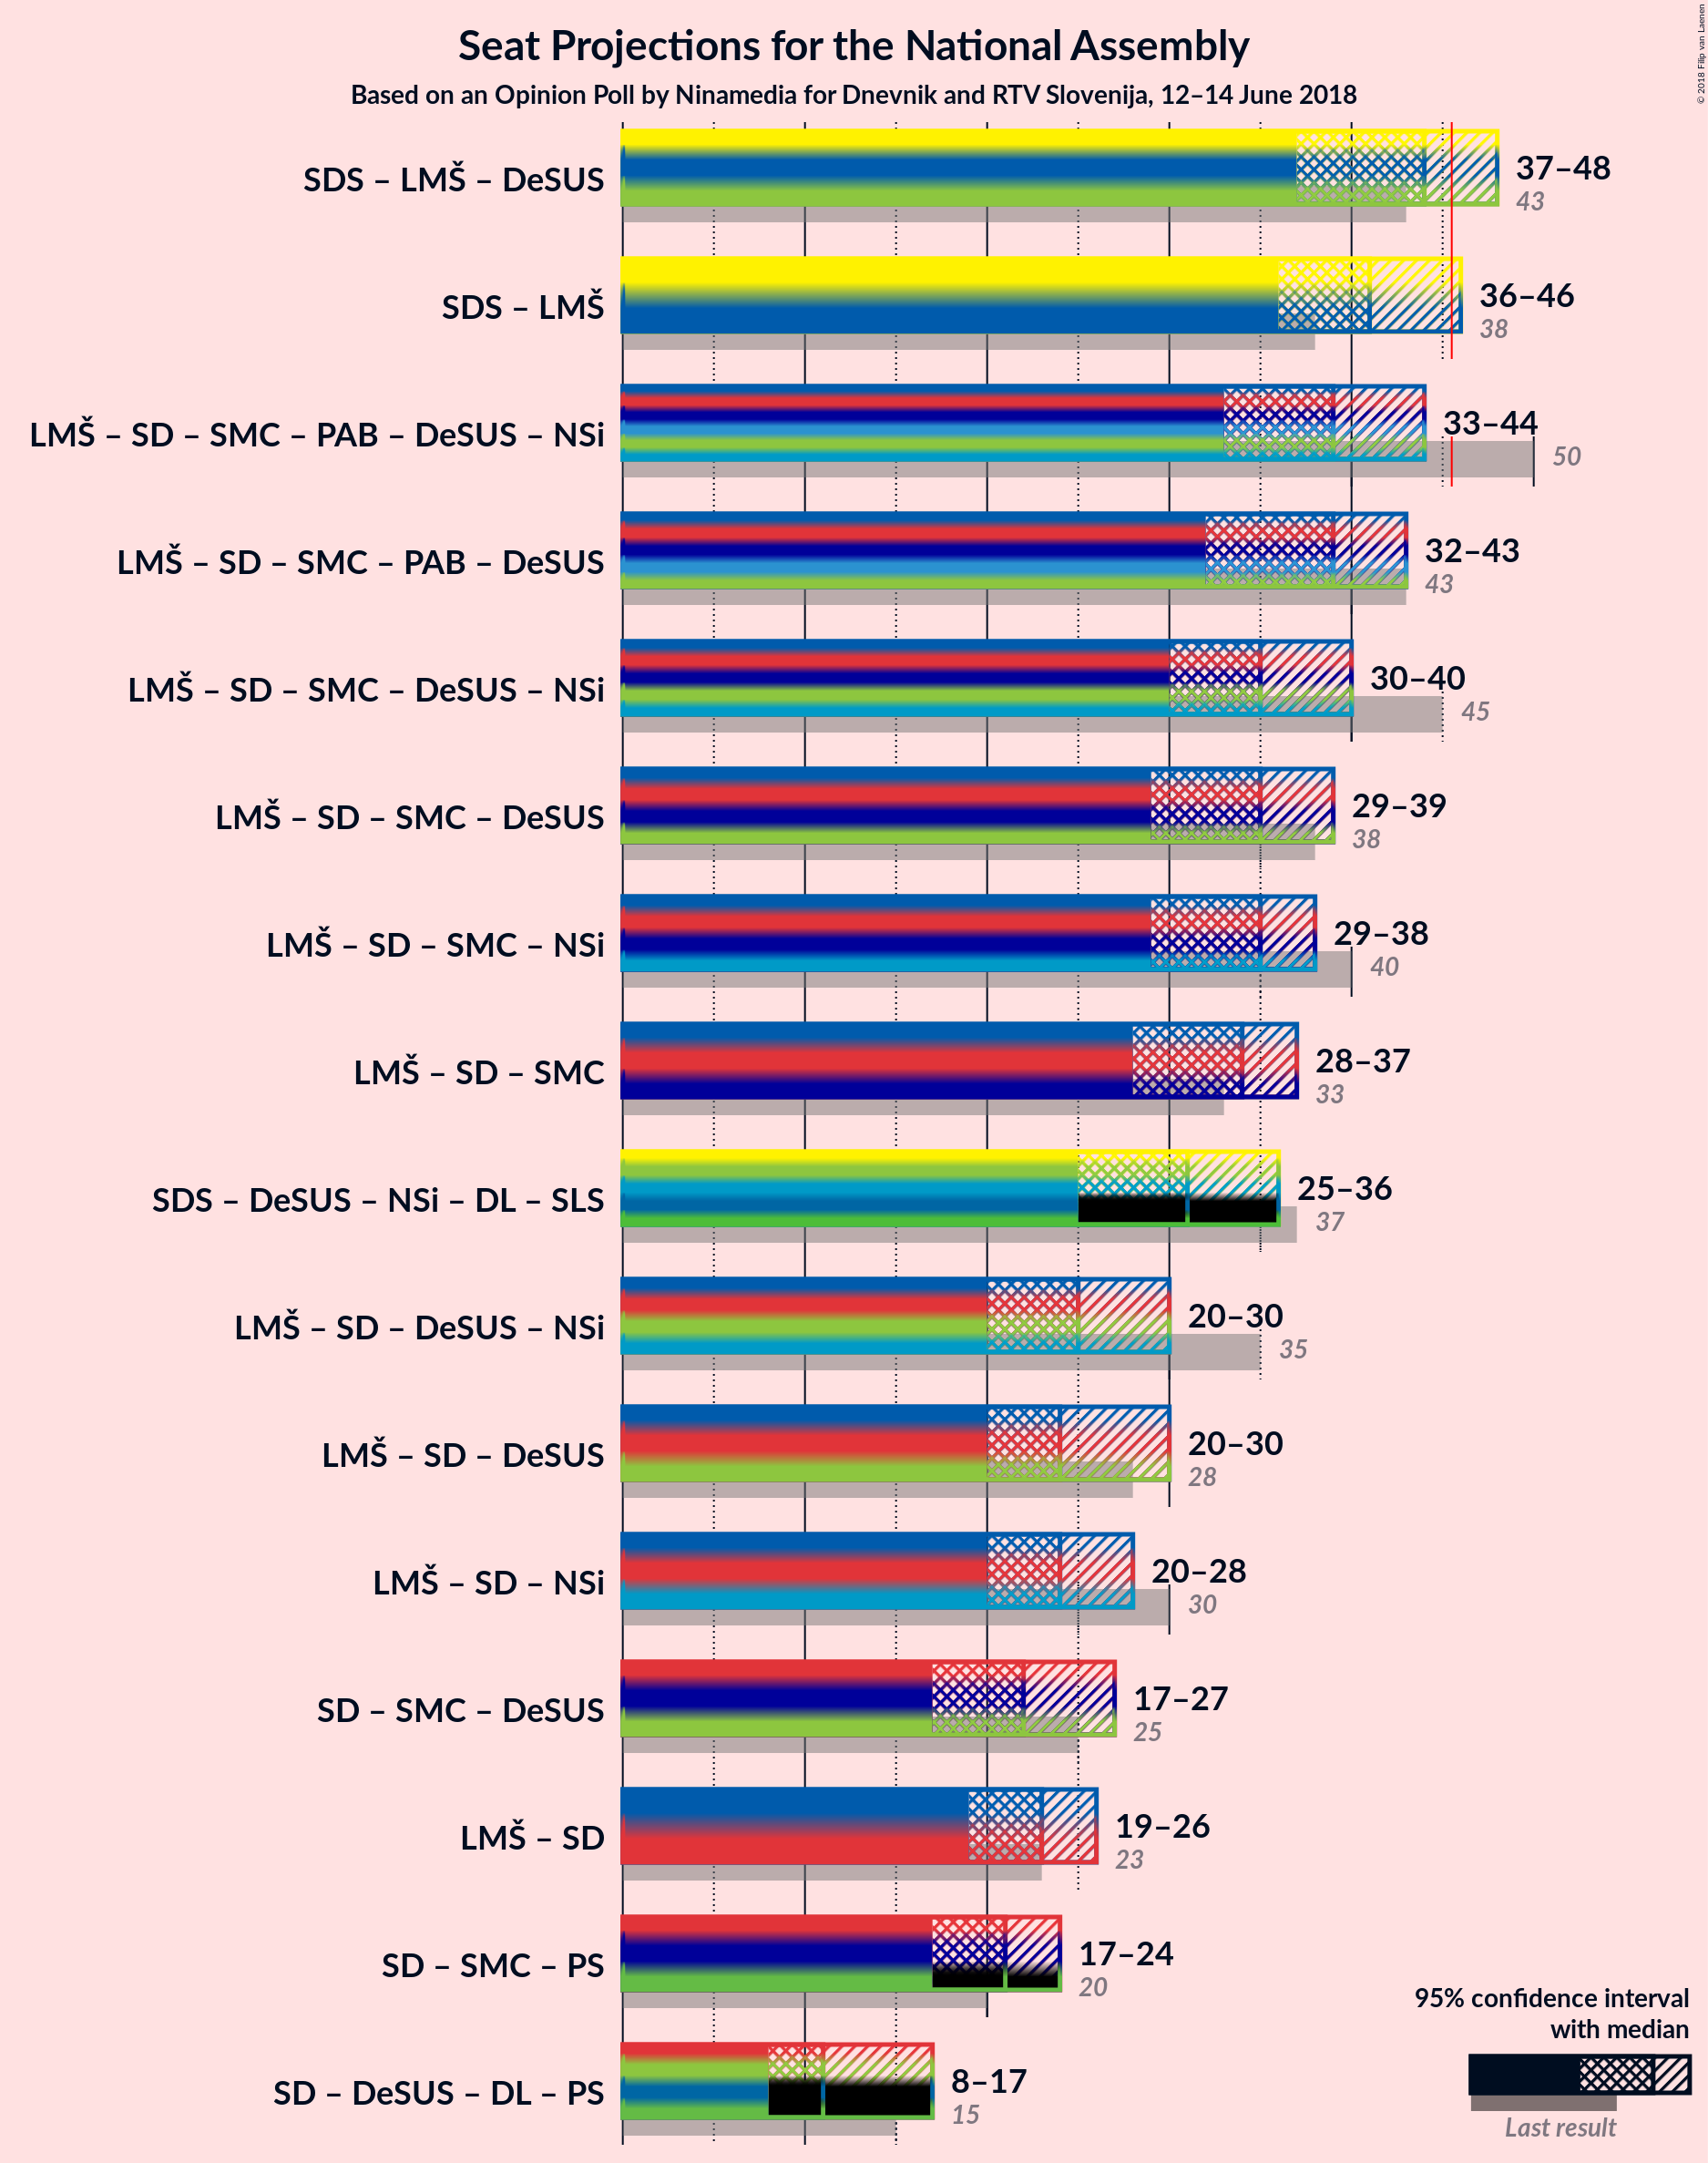 Seat Projections for the National Assembly
Based on an Opinion Poll by Ninamedia for Dnevnik and RTV Slovenija, 12–14 June 2018
© 2018 Filip van Laenen
SDS – LMŠ – DeSUS
37–48
43
SDS – LMŠ
36–46
38
LMŠ – SD – SMC – PAB – DeSUS – NSi
33–44
50
LMŠ – SD – SMC – PAB – DeSUS
32–43
43
LMŠ – SD – SMC – DeSUS – NSi
30–40
45
LMŠ – SD – SMC – DeSUS
29–39
38
LMŠ – SD – SMC – NSi
29–38
40
LMŠ – SD – SMC
28–37
33
SDS – DeSUS – NSi – DL – SLS
25–36
37
LMŠ – SD – DeSUS – NSi
20–30
35
LMŠ – SD – DeSUS
20–30
28
LMŠ – SD – NSi
20–28
30
SD – SMC – DeSUS
17–27
25
LMŠ – SD
19–26
23
SD – SMC – PS
17–24
20
SD – DeSUS – DL – PS
8–17
15
95% confidence interval
with median
Last result